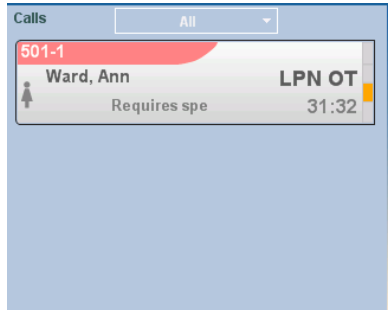 Calls All
501-1
Ward, Ann LPN OT
Requires spe 31:32